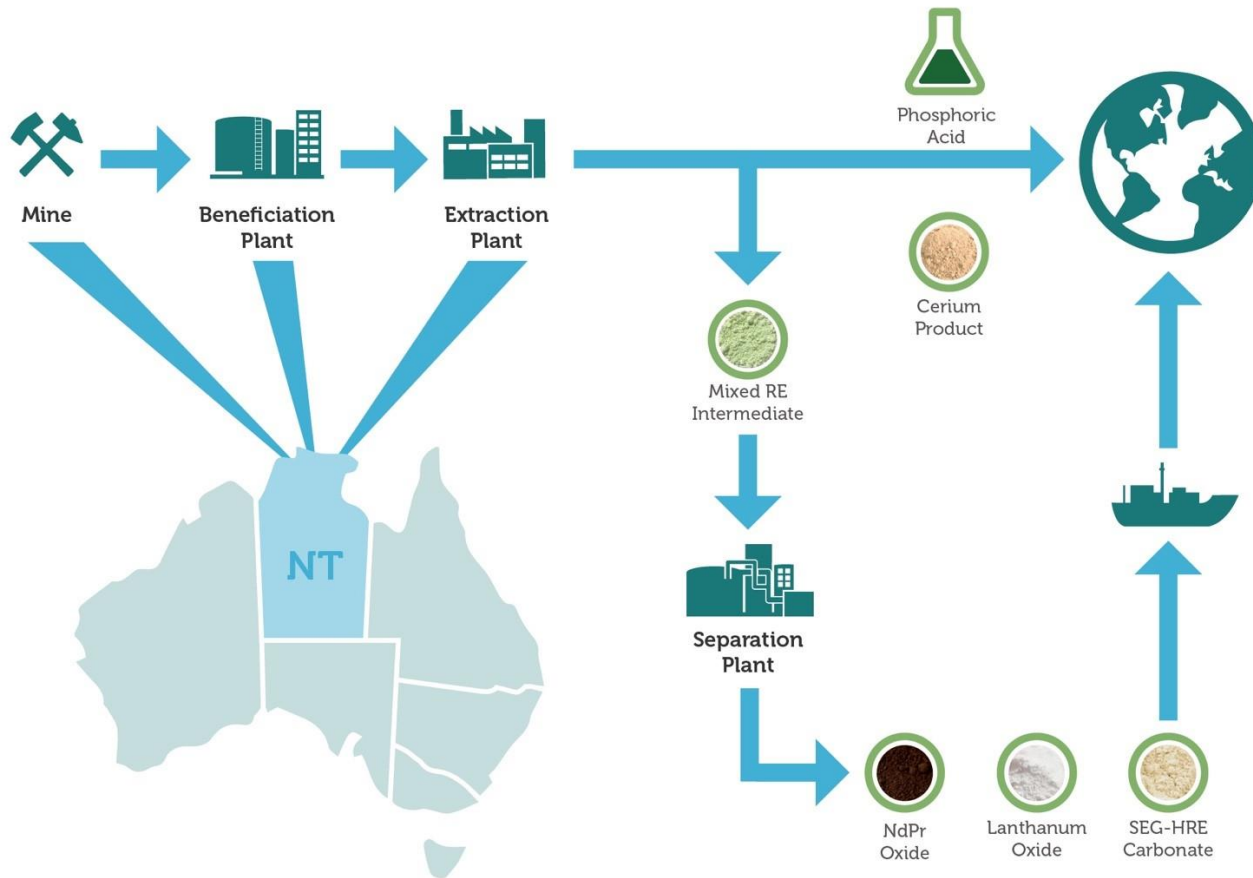 Phosphoric
Acid
Mine
Beneficiation
Plant
Extraction
Plant
Cerium
Product
Mixed RE
Intermediate
NT
Separation
Plant
NdPr
Oxide
Lanthanum
Oxide
SEG-HRE
Carbonate